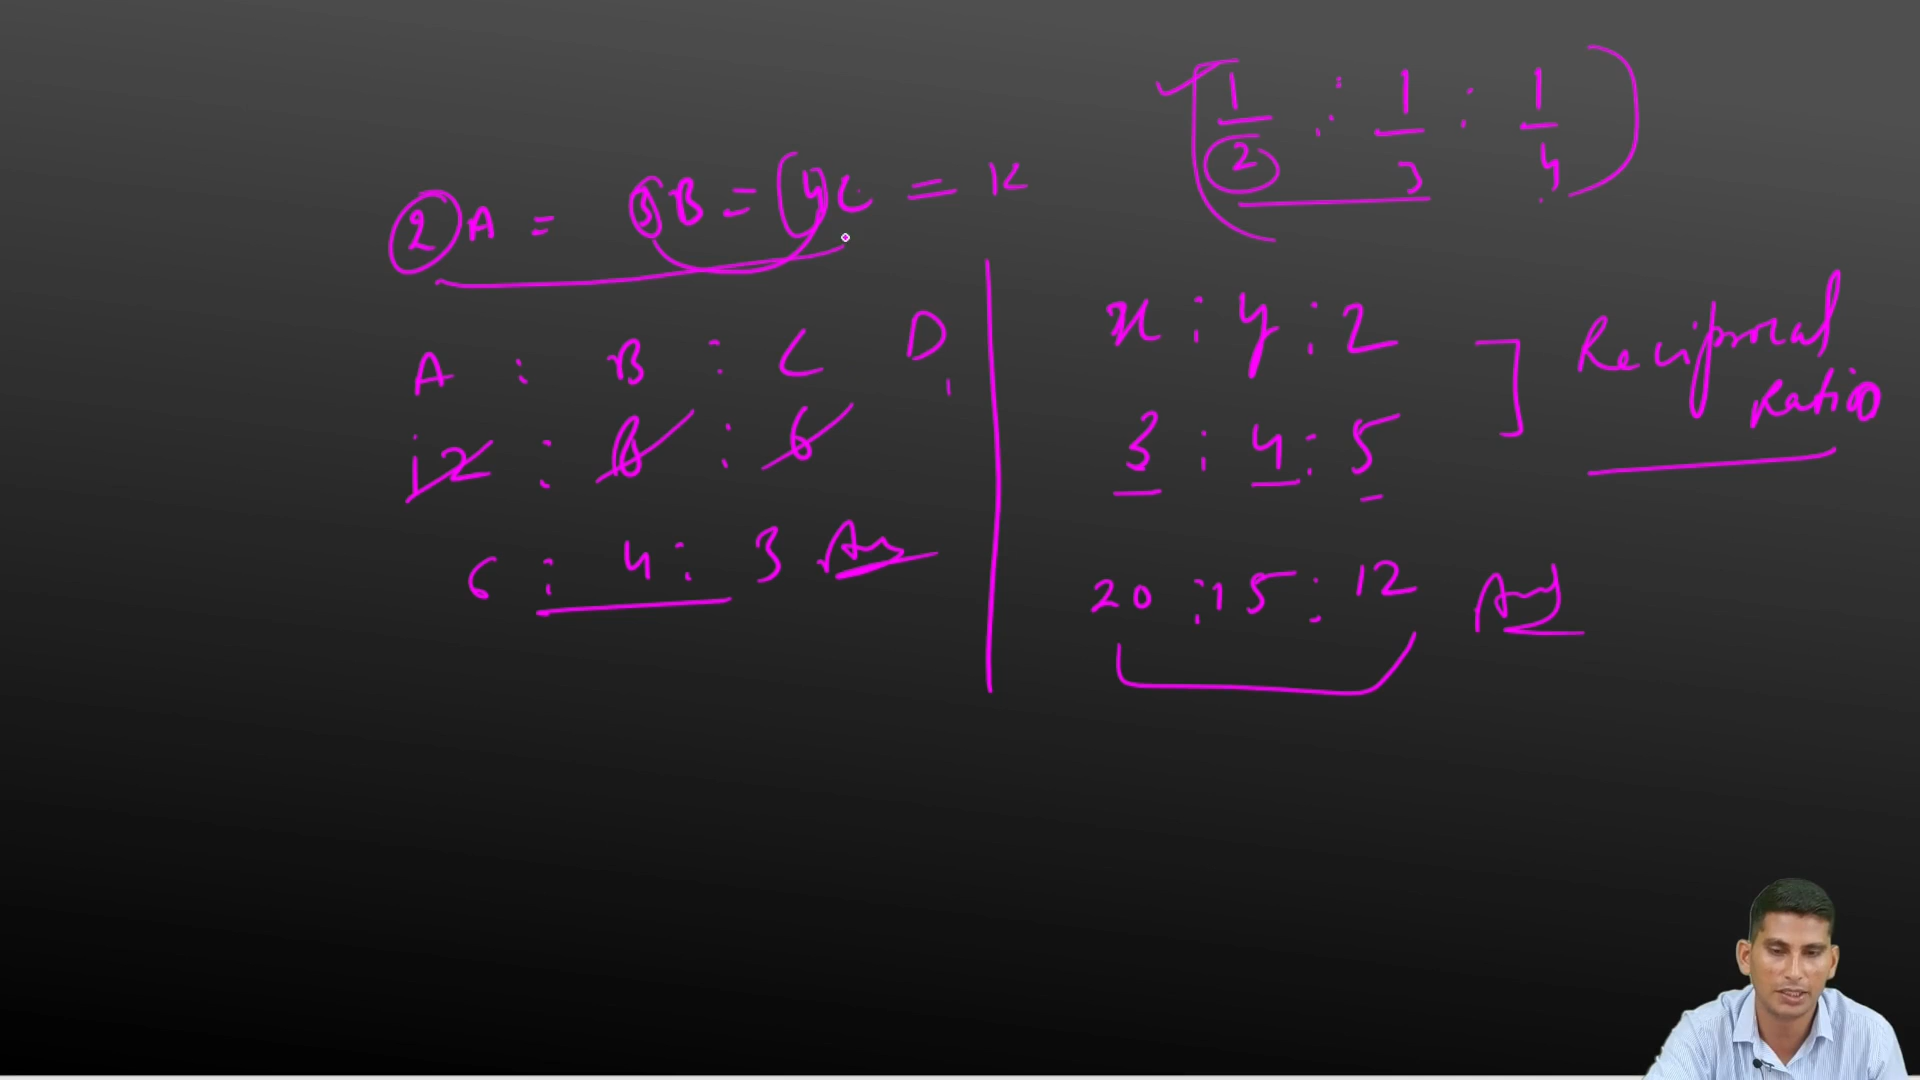 1/2 : 1/3 : 1/4
2A = 3B = 4C = K
A : B : C D
12 : 8 : 6
6 : 4 : 3 Ans
x : y : z
3 : 4 : 5
Reciprocal
Ratio
20 : 15 : 12 Ans